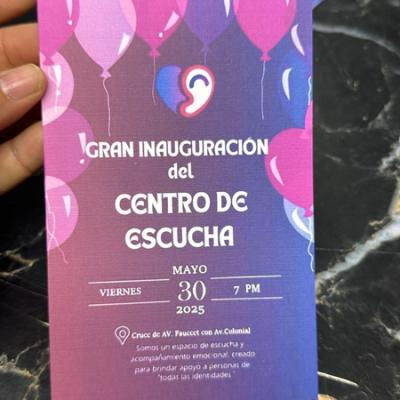 GRAN INAUGURACIÓN
del
CENTRO DE
ESCUCHA
MAYO
VIERNES 30 7 PM
2025
Cruce de AV. Fauccet con Av.Colonial
Somos un espacio de escucha y
acompañamiento emocional, creado
para brindar apoyo a personas de
"todas las identidades"